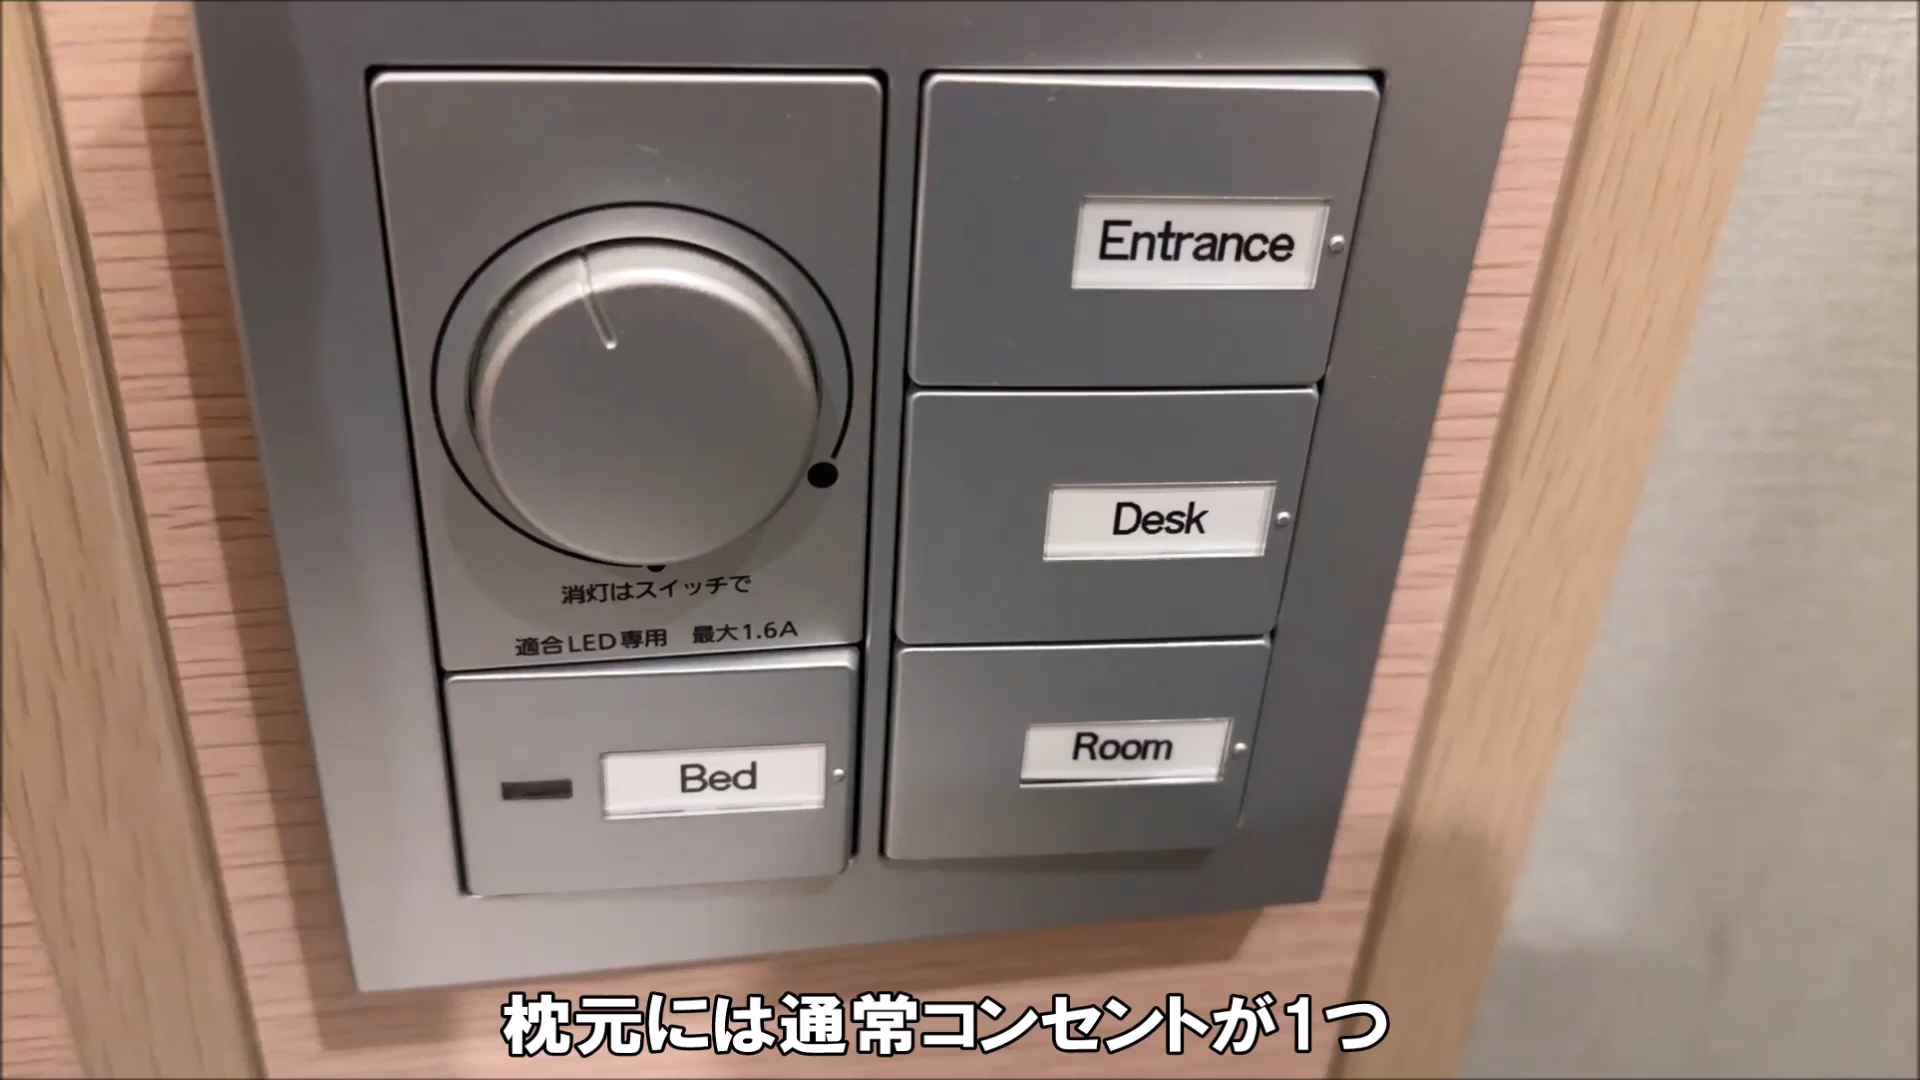 Entrance
Desk
消灯はスイッチで
適合LED専用 最大1.6A
Bed
Room
枕元には通常コンセントが1つ